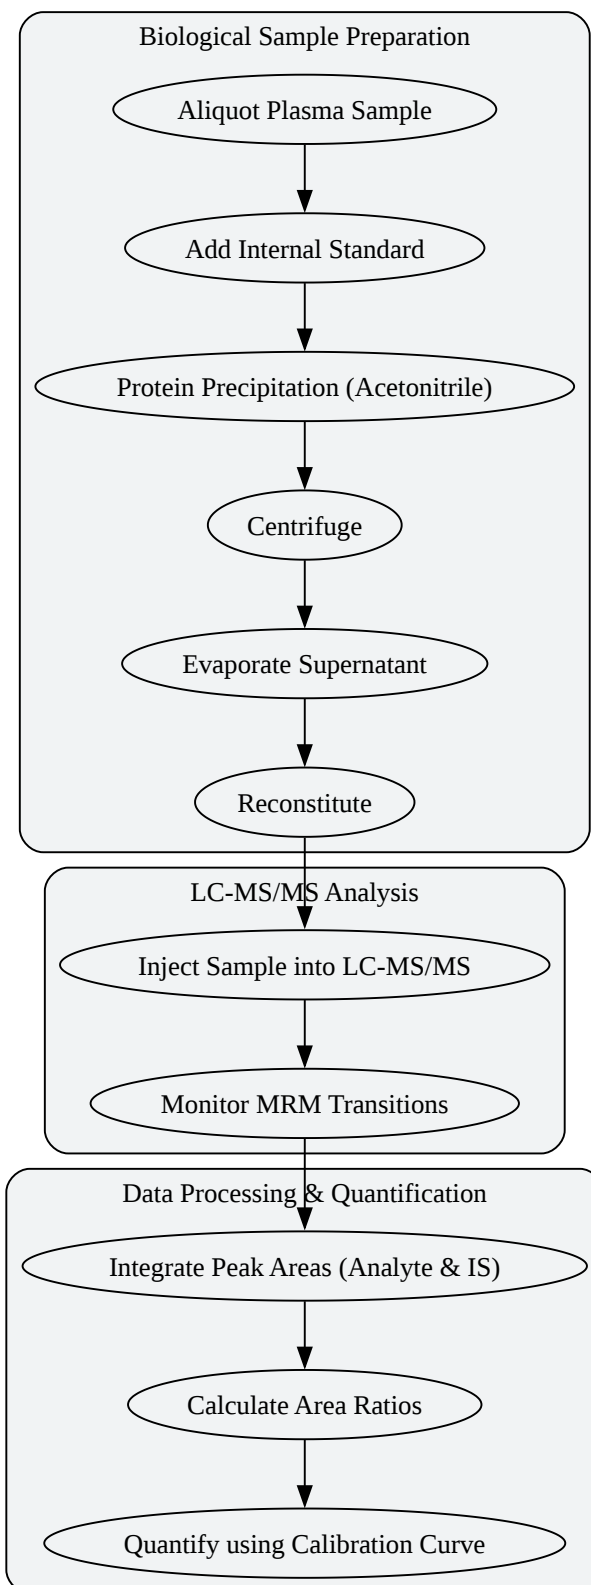 Biological Sample Preparation
Aliquot Plasma Sample
Add Internal Standard
Protein Precipitation (Acetonitrile)
Centrifuge
Evaporate Supernatant
Reconstitute
LC-MS/MS Analysis
Inject Sample into LC-MS/MS
Monitor MRM Transitions
Data Processing & Quantification
Integrate Peak Areas (Analyte & IS)
Calculate Area Ratios
Quantify using Calibration Curve